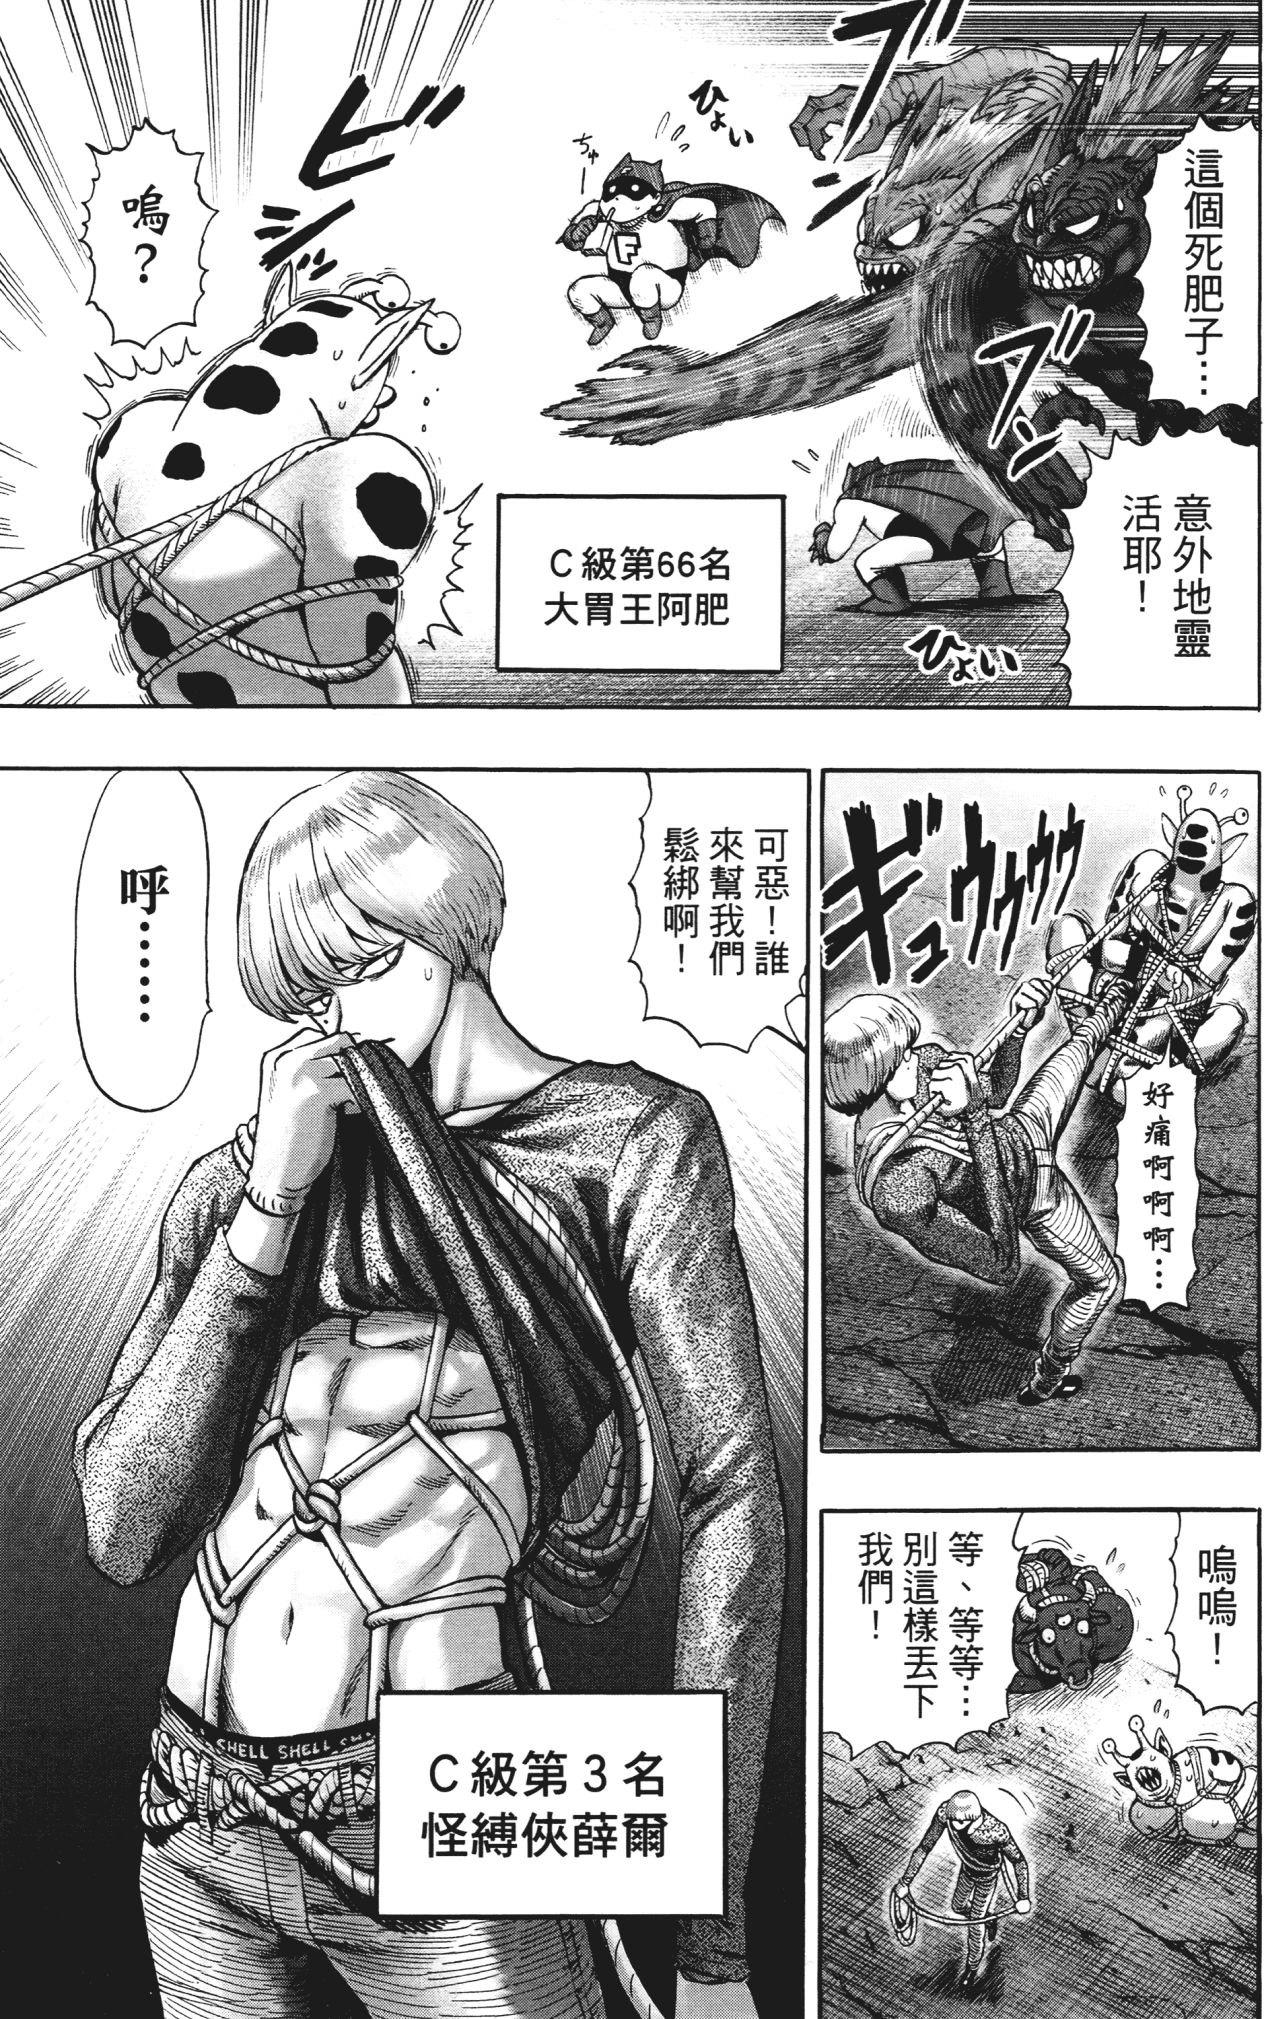 ブ
ブン
ブン
這個死肥子…
意外地靈
活耶！
ひょい
ちゅー
F
ひょい
C級第66名
大胃王阿肥
ビシッ
嗚？
ギュウゥゥゥ
好痛啊啊啊…
嗚嗚！
等、等等…
別這樣丟下
我們！
可惡！誰
來幫我們
鬆綁啊！
呼……
SHELL SHELL
C級第3名
怪縛俠薛爾